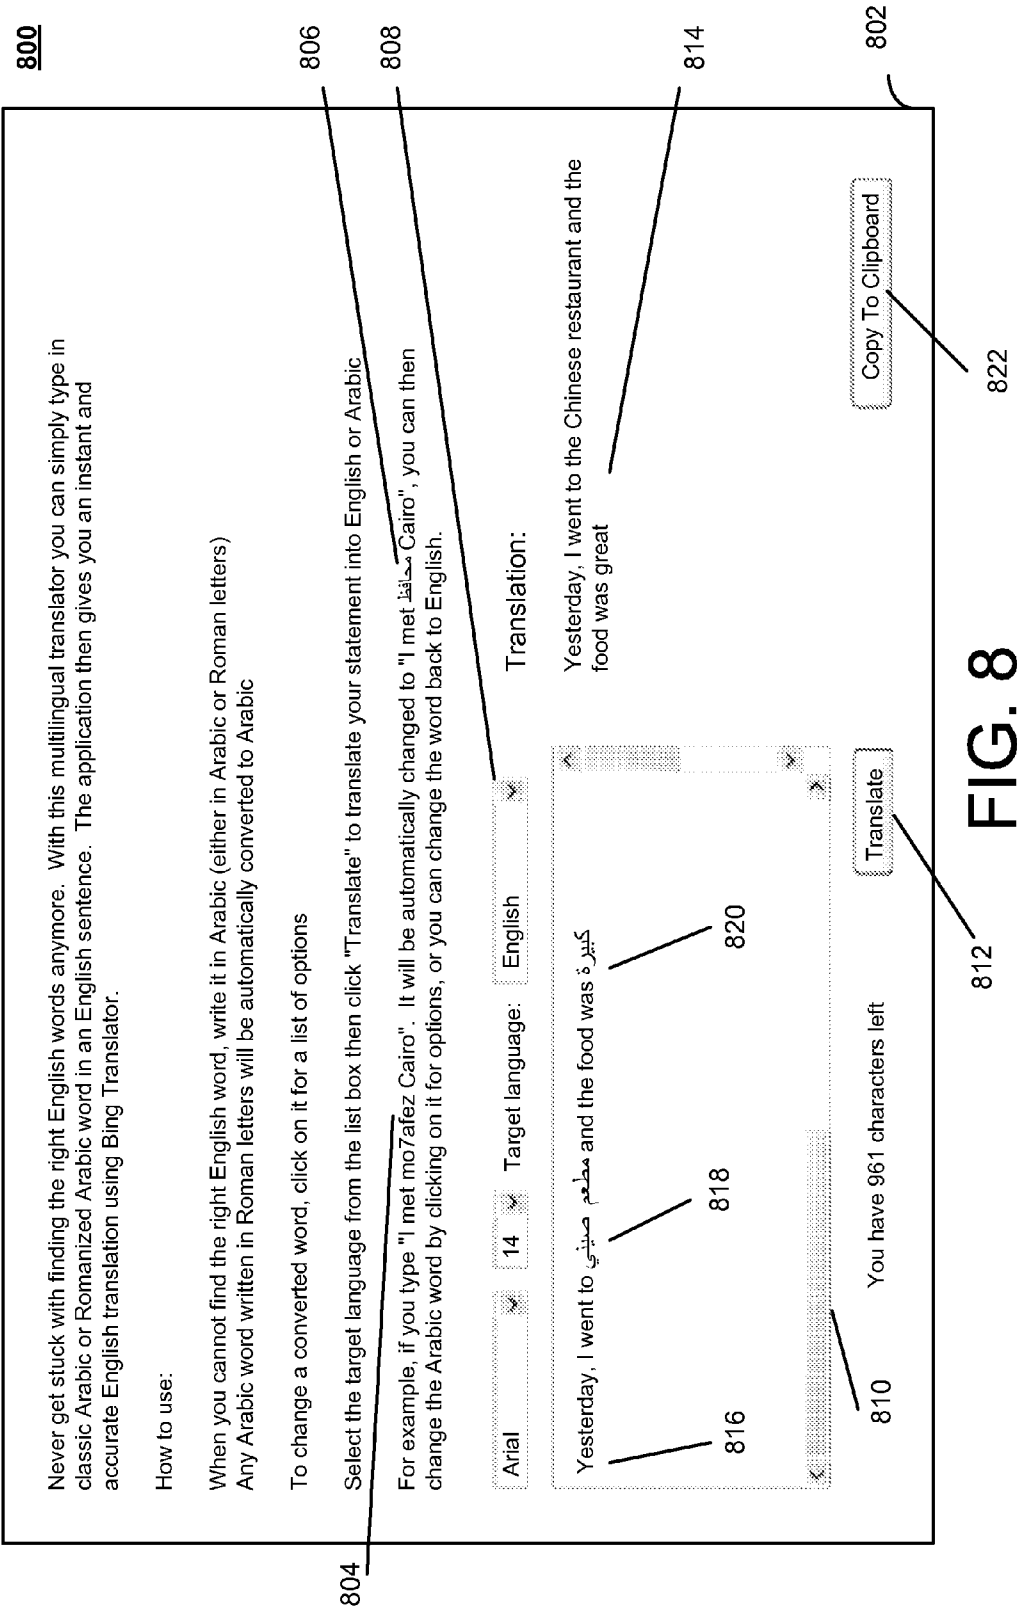 800
Never get stuck with finding the right English words anymore. With this multilingual translator you can simply type in
classic Arabic or Romanized Arabic word in an English sentence. The application then gives you an instant and
accurate English translation using Bing Translator.
How to use:
When you cannot find the right English word, write it in Arabic (either in Arabic or Roman letters)
Any Arabic word written in Roman letters will be automatically converted to Arabic
To change a converted word, click on it for a list of options
Select the target language from the list box then click "Translate" to translate your statement into English or Arabic
For example, if you type "I met mo7afez Cairo". It will be automatically changed to "I met محافظ Cairo", you can then
change the Arabic word by clicking on it for options, or you can change the word back to English.
804
806
808
Arial
14
Target language:
English
Translation:
Yesterday, I went to مطعم صيني and the food was كبيرة
Yesterday, I went to the Chinese restaurant and the
food was great
816
818
820
814
810
You have 961 characters left
Translate
Copy To Clipboard
802
812
822
FIG. 8